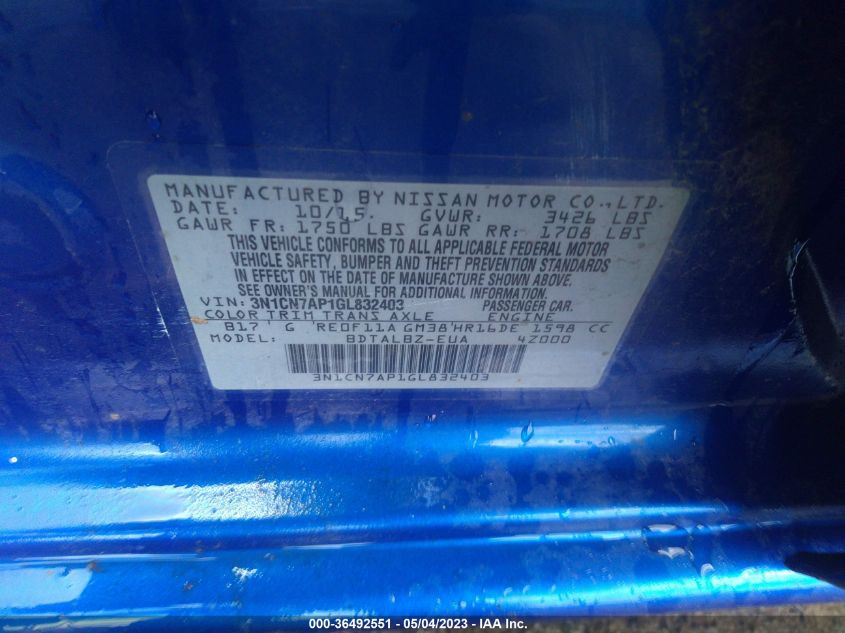 MANUFACTURED BY NISSAN MOTOR CO., LTD.
DATE: 10/15. GVWR: 3426 LBS
GAWR FR: 1750 LBS GAWR RR: 1708 LBS
THIS VEHICLE CONFORMS TO ALL APPLICABLE FEDERAL MOTOR
VEHICLE SAFETY, BUMPER AND THEFT PREVENTION STANDARDS
IN EFFECT ON THE DATE OF MANUFACTURE SHOWN ABOVE.
SEE OWNER'S MANUAL FOR ADDITIONAL INFORMATION.
VIN: 3N1CN7AP1GL832403 PASSENGER CAR.
COLOR TRIM TRANS AXLE ENGINE
B17 G RE0F11A GM38 HR16DE 1598 CC
MODEL: BDTALBZ-EUA 4Z000
3N1CN7AP1GL832403
000-36492551 - 05/04/2023 - © IAA Inc.